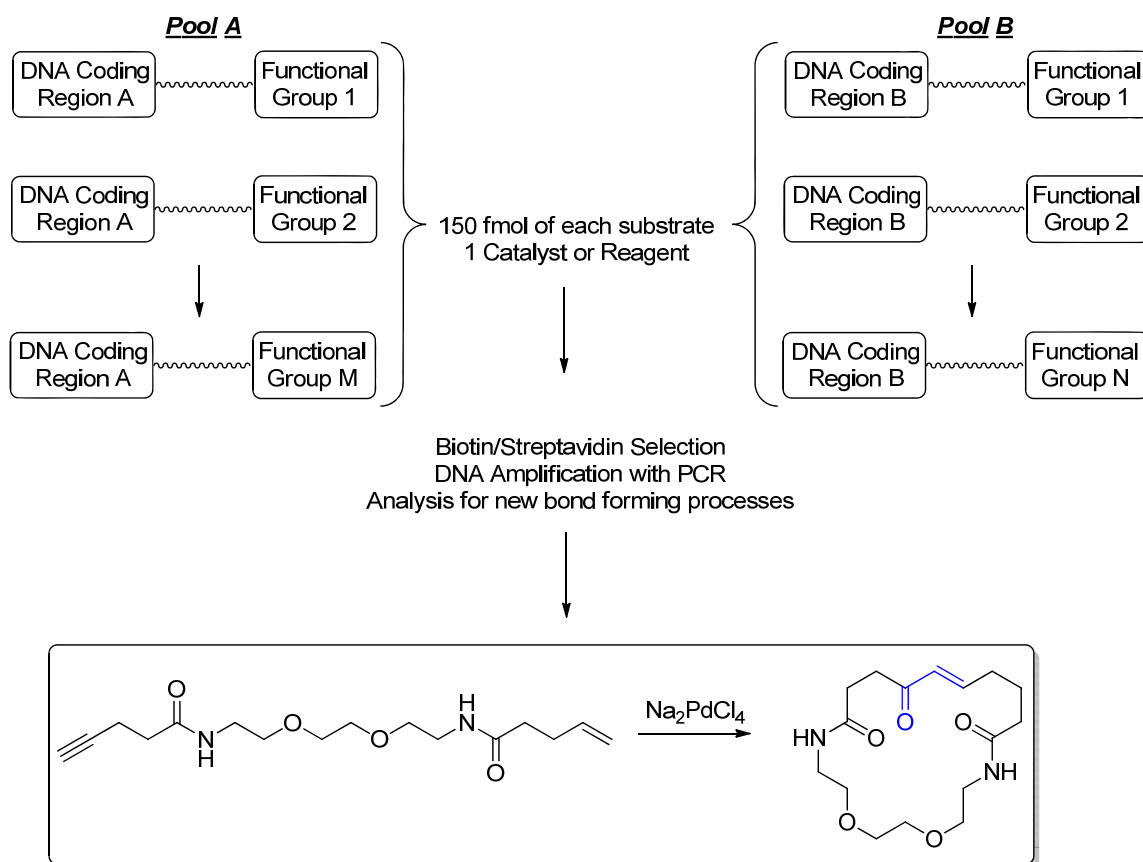 Pool A
DNA Coding
Region A
Functional
Group 1
DNA Coding
Region A
Functional
Group 2
DNA Coding
Region A
Functional
Group M
150 fmol of each substrate
1 Catalyst or Reagent
Pool B
DNA Coding
Region B
Functional
Group 1
DNA Coding
Region B
Functional
Group 2
DNA Coding
Region B
Functional
Group N
Biotin/Streptavidin Selection
DNA Amplification with PCR
Analysis for new bond forming processes
O
N
H
O
O
H
N
O
Na2PdCl4
O
O
O
HN
NH
O
O